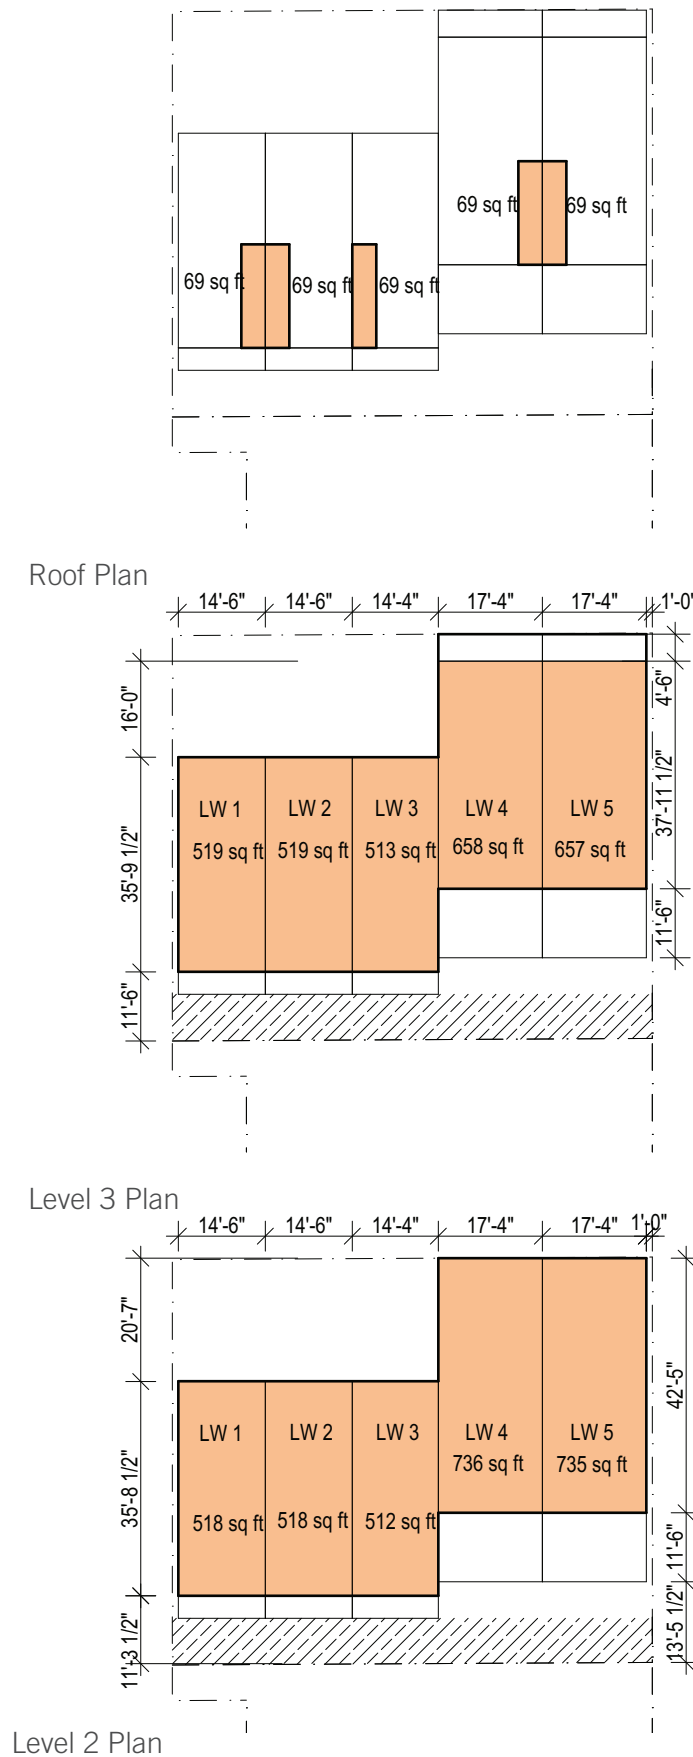 69 sq ft 69 sq ft
69 sq ft 69 sq ft 69 sq ft
Roof Plan
14'-6" 14'-6" 14'-4" 17'-4" 17'-4" 1'-0"
16'-0"
4'-6"
LW 1 LW 2 LW 3 LW 4 LW 5
519 sq ft 519 sq ft 513 sq ft 658 sq ft 657 sq ft
35'-9 1/2"
37'-11 1/2"
11'-6"
11'-6"
Level 3 Plan
14'-6" 14'-6" 14'-4" 17'-4" 17'-4" 1'-0"
20'-7"
42'-5"
LW 1 LW 2 LW 3 LW 4 LW 5
736 sq ft 735 sq ft
518 sq ft 518 sq ft 512 sq ft
35'-8 1/2"
11'-6"
11'-3 1/2"
13'-5 1/2"
Level 2 Plan